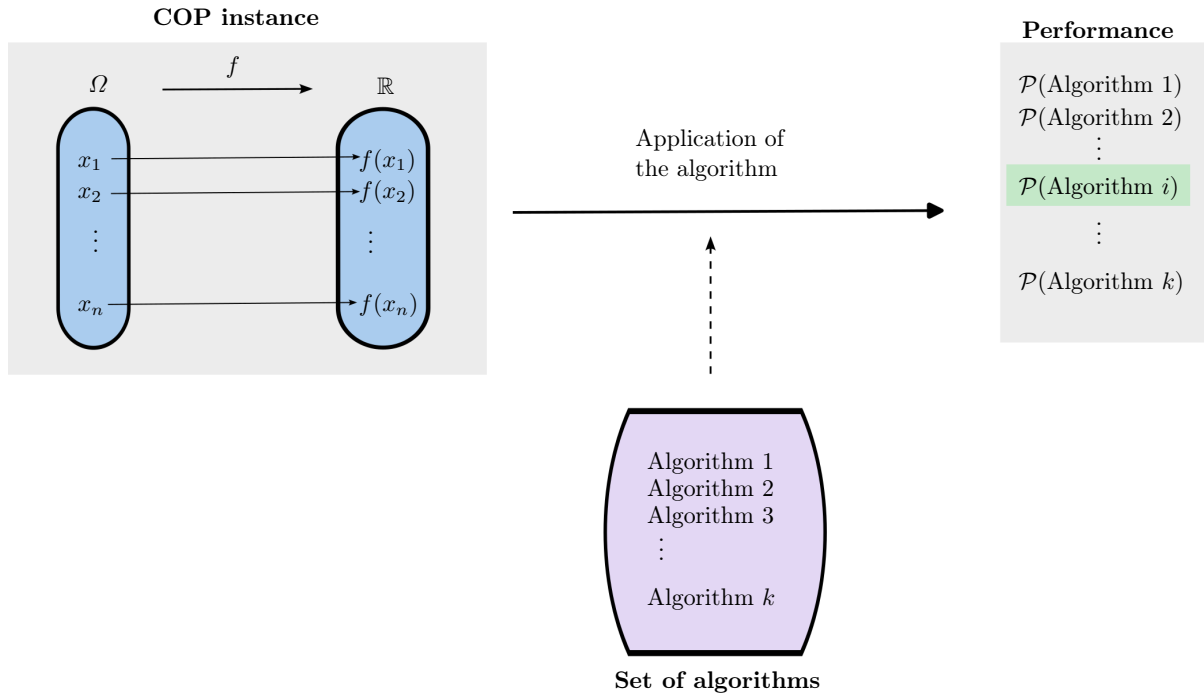 COP instance
Ω f ℝ
x₁ f(x₁)
x₂ f(x₂)
⋮ ⋮
xₙ f(xₙ)
Application of
the algorithm
Performance
𝒫(Algorithm 1)
𝒫(Algorithm 2)
⋮
𝒫(Algorithm i)
⋮
𝒫(Algorithm k)
Algorithm 1
Algorithm 2
Algorithm 3
⋮
Algorithm k
Set of algorithms